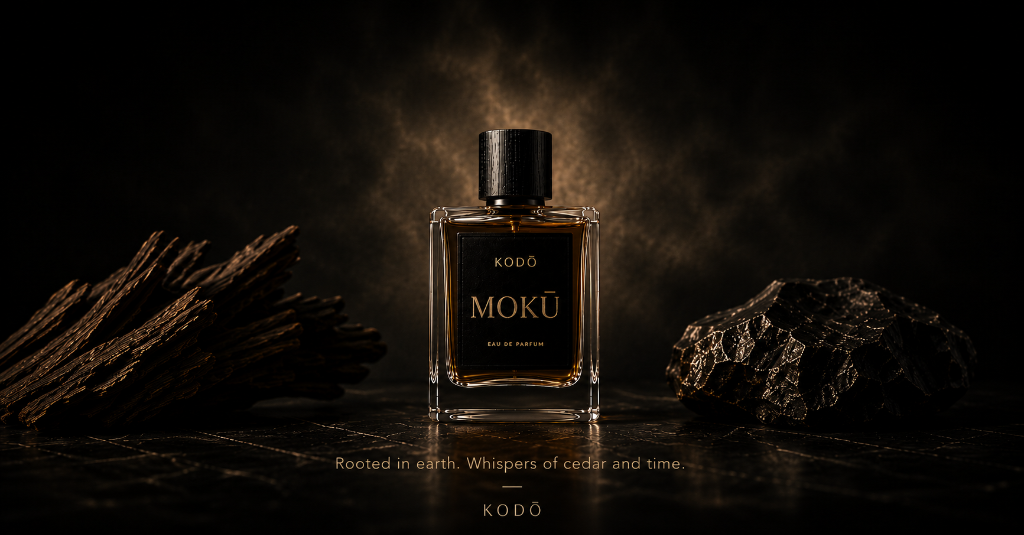 KODŌ
MOKŪ
EAU DE PARFUM
Rooted in earth. Whispers of cedar and time.
KODŌ